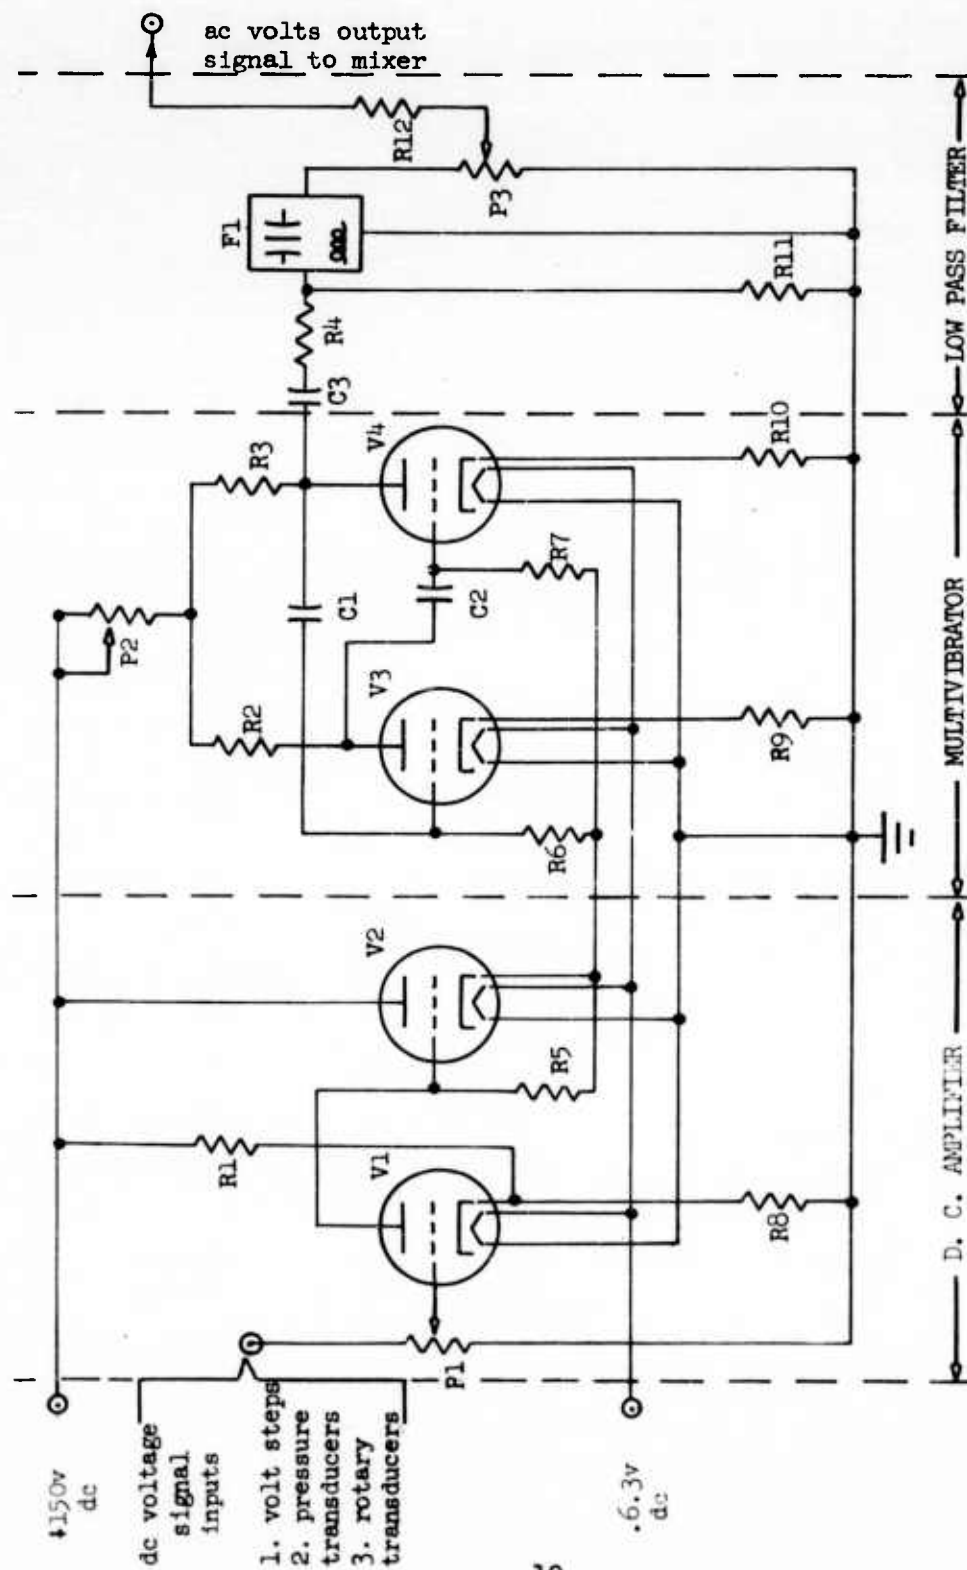 ac volts output
signal to mixer
R12
P3
F1
R4
C3
R11
LOW PASS FILTER
R3
V4
R10
P2
C1
C2
R7
R2
V3
R9
R6
MULTIVIBRATOR
V2
R5
R1
V1
R8
D. C. AMPLIFIER
P1
+150v
dc
dc voltage
signal
inputs
1. volt steps
2. pressure
transducers
3. rotary
transducers
.6.3v
dc